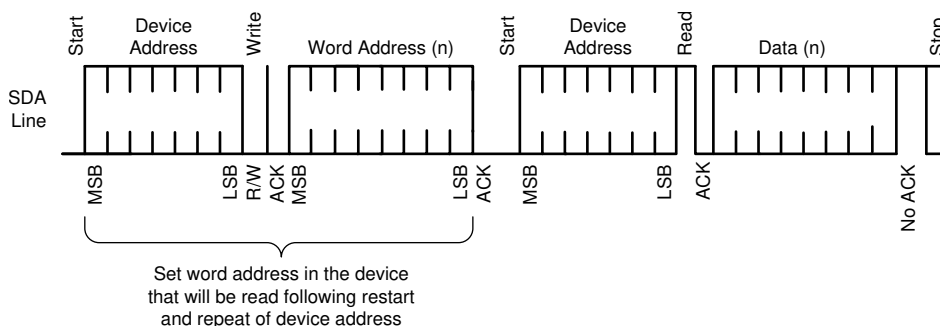 Start
Device
Address
Write
Word Address (n)
Start
Device
Address
Read
Data (n)
Stop
SDA
Line
MSB
LSB
R/W
ACK
MSB
LSB
ACK
MSB
LSB
ACK
No ACK
Set word address in the device
that will be read following restart
and repeat of device address